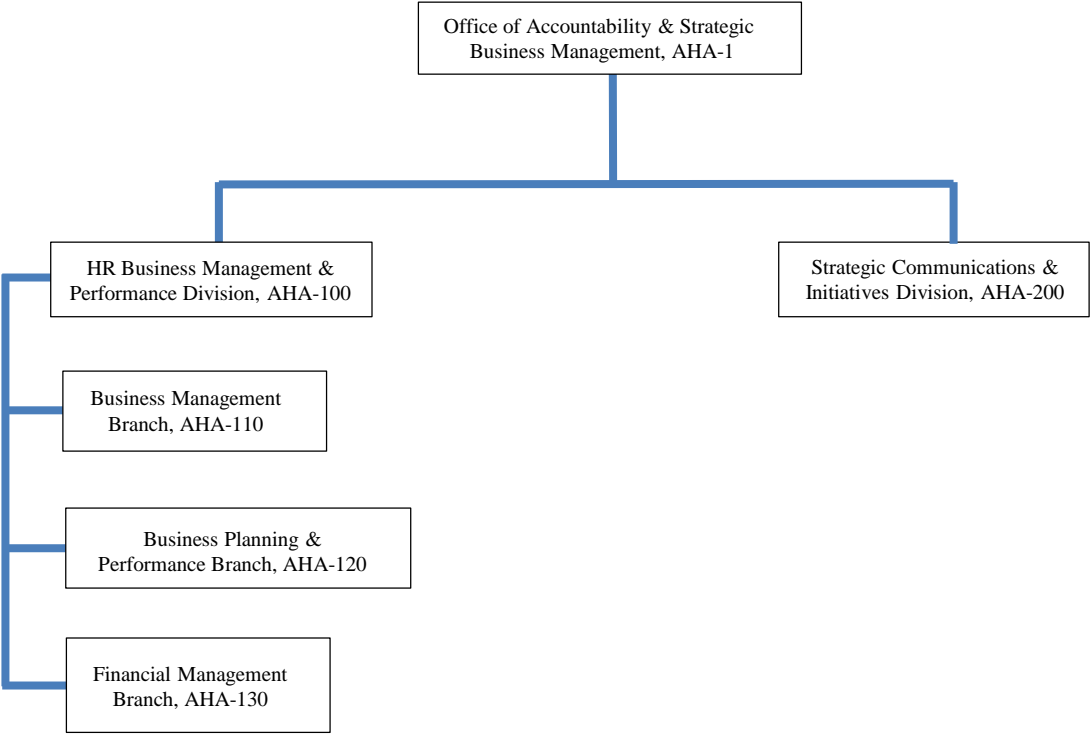 Office of Accountability & Strategic
Business Management, AHA-1
HR Business Management &
Performance Division, AHA-100
Strategic Communications &
Initiatives Division, AHA-200
Business Management
Branch, AHA-110
Business Planning &
Performance Branch, AHA-120
Financial Management
Branch, AHA-130